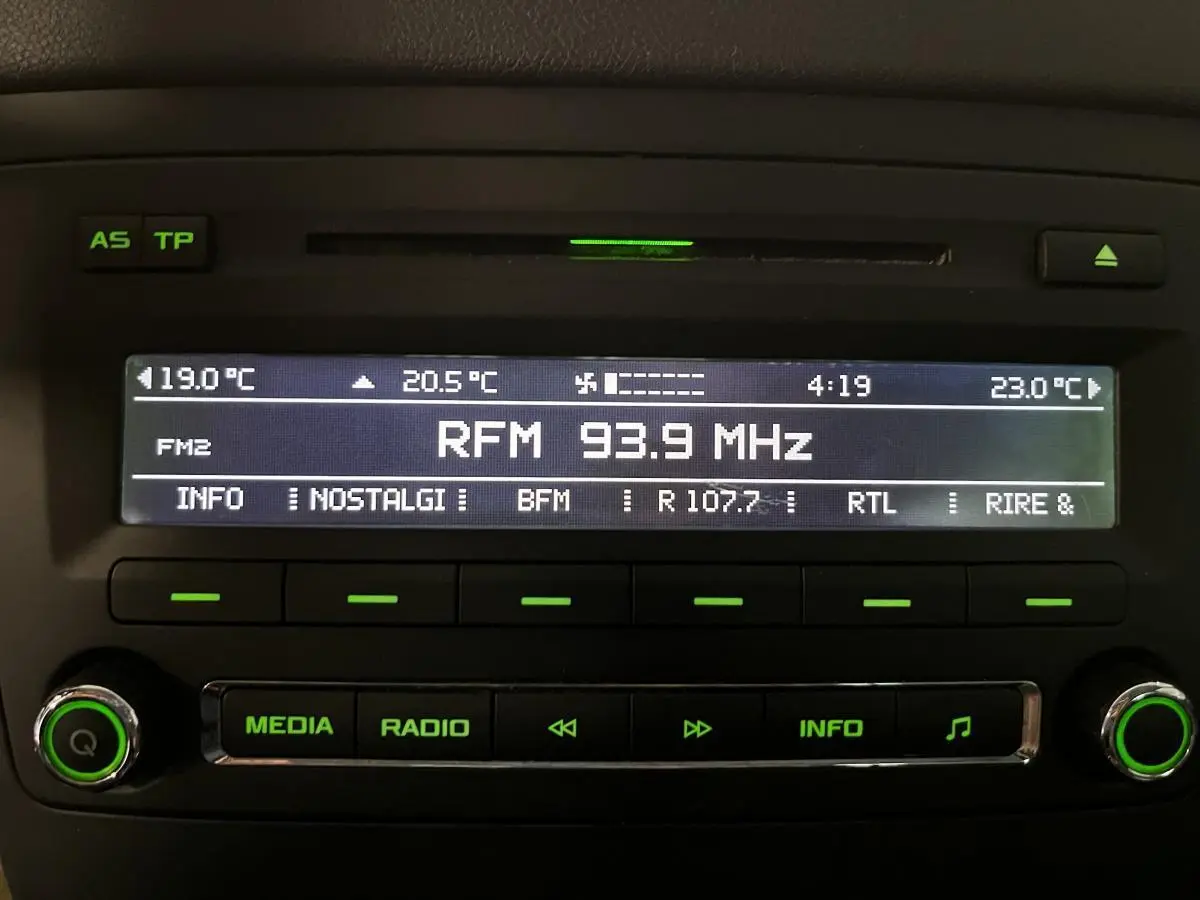 AS TP
19.0°C 20.5°C 4:19 23.0°C
FM2 RFM 93.9 MHz
INFO NOSTALGI BFM R 107.7 RTL RIRE &
MEDIA RADIO INFO